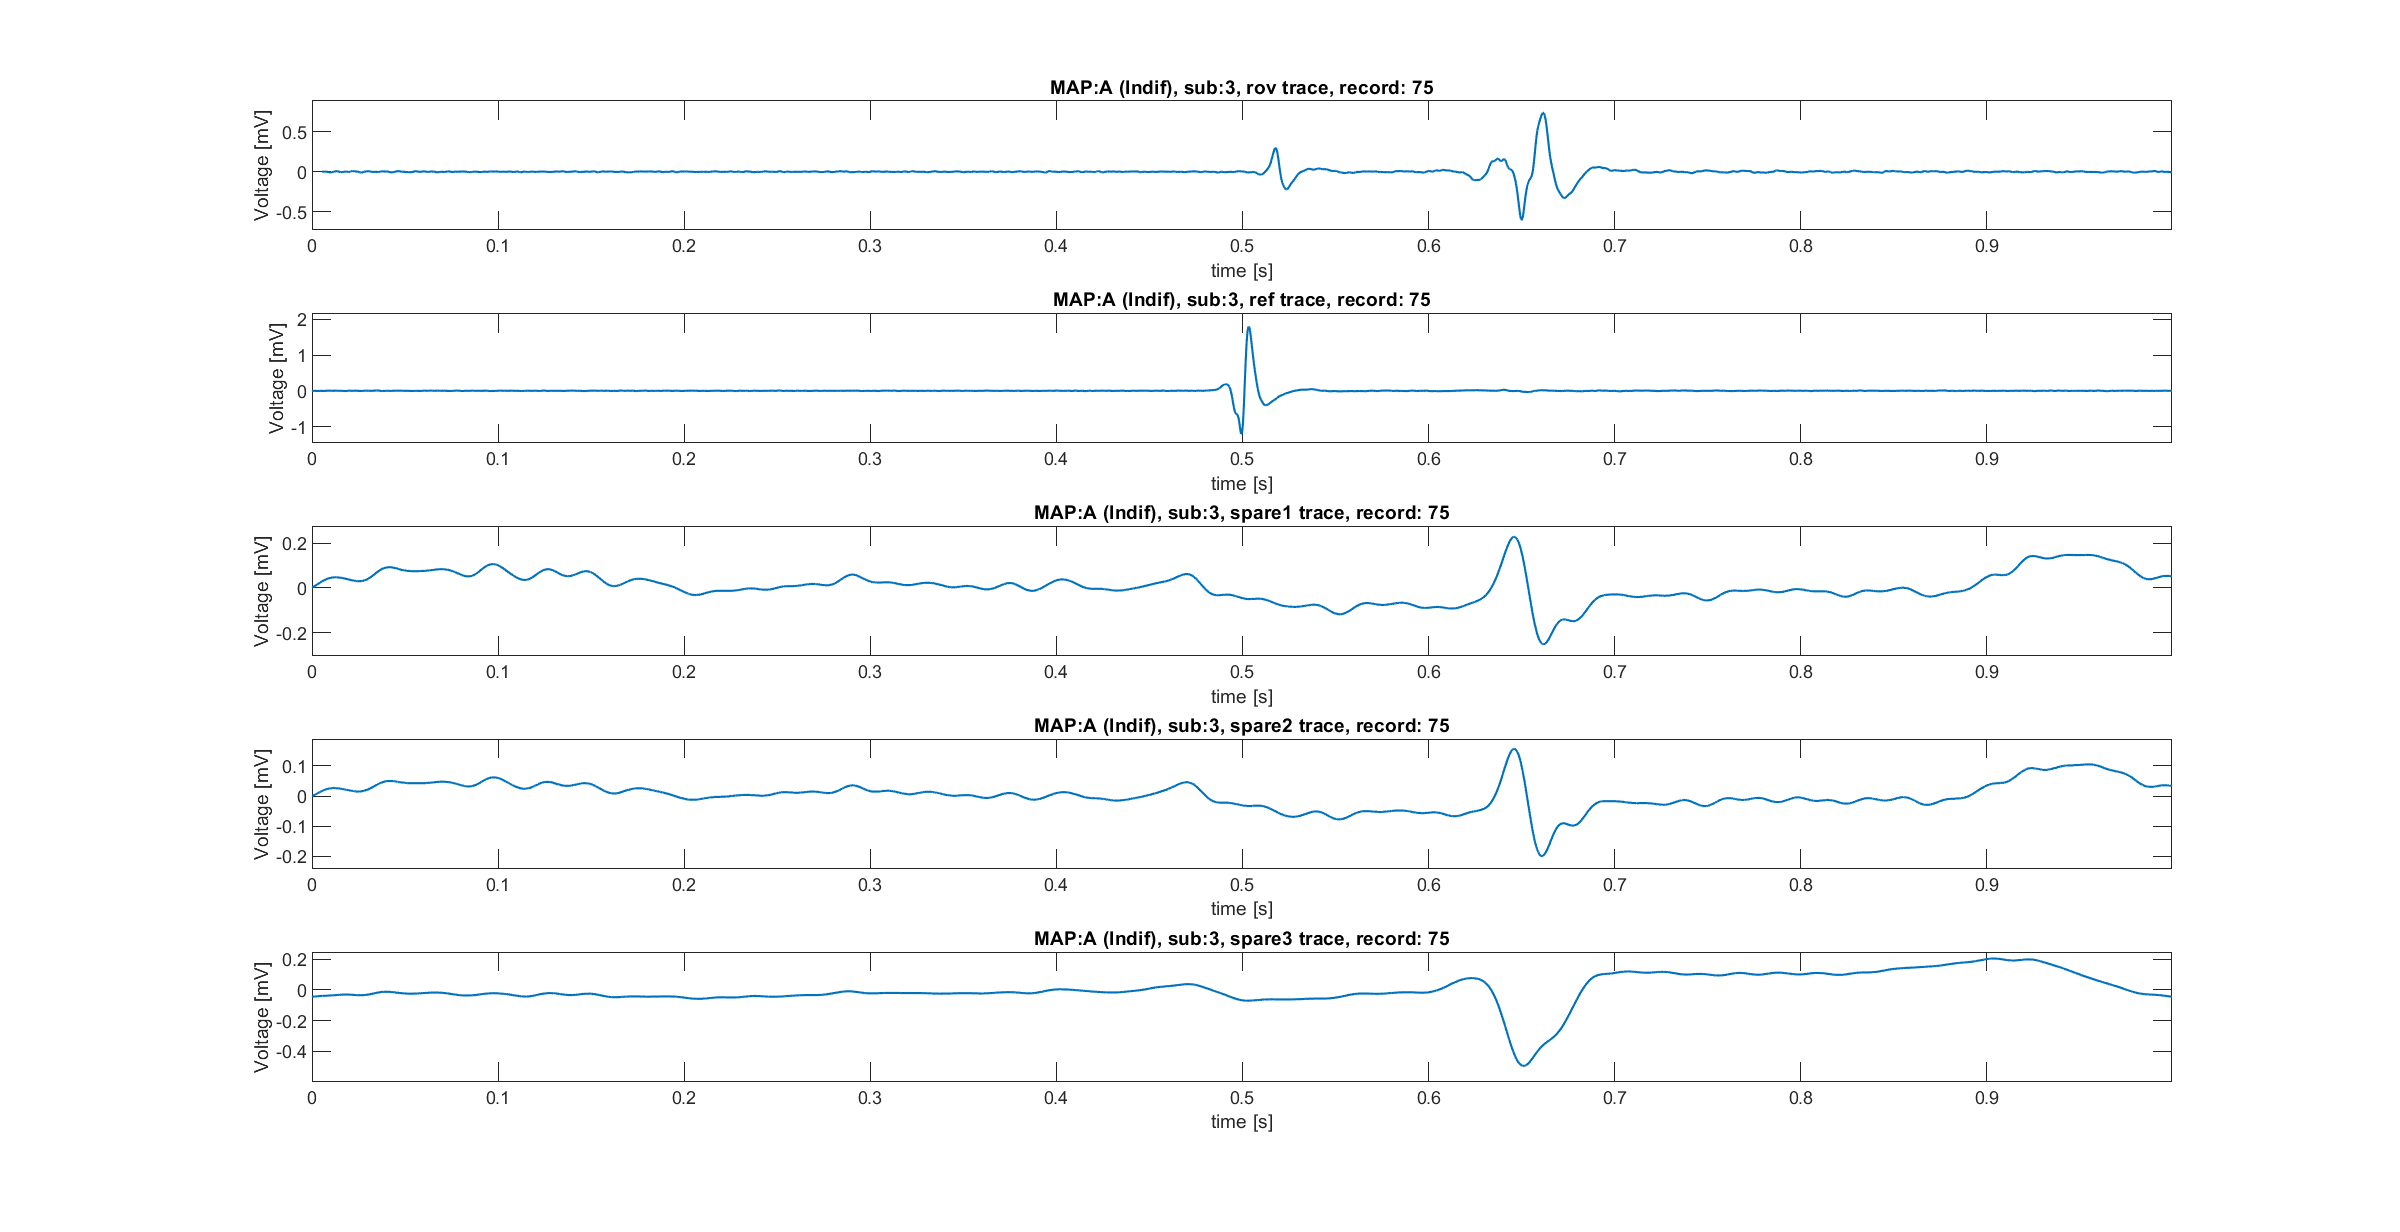 MAP:A (Indif), sub:3, rov trace, record: 75
Voltage [mV]
0.5
0
-0.5
0 0.1 0.2 0.3 0.4 0.5 0.6 0.7 0.8 0.9
time [s]
MAP:A (Indif), sub:3, ref trace, record: 75
Voltage [mV]
2
1
0
-1
0 0.1 0.2 0.3 0.4 0.5 0.6 0.7 0.8 0.9
time [s]
MAP:A (Indif), sub:3, spare1 trace, record: 75
Voltage [mV]
0.2
0
-0.2
0 0.1 0.2 0.3 0.4 0.5 0.6 0.7 0.8 0.9
time [s]
MAP:A (Indif), sub:3, spare2 trace, record: 75
Voltage [mV]
0.1
0
-0.1
-0.2
0 0.1 0.2 0.3 0.4 0.5 0.6 0.7 0.8 0.9
time [s]
MAP:A (Indif), sub:3, spare3 trace, record: 75
Voltage [mV]
0.2
0
-0.2
-0.4
0 0.1 0.2 0.3 0.4 0.5 0.6 0.7 0.8 0.9
time [s]